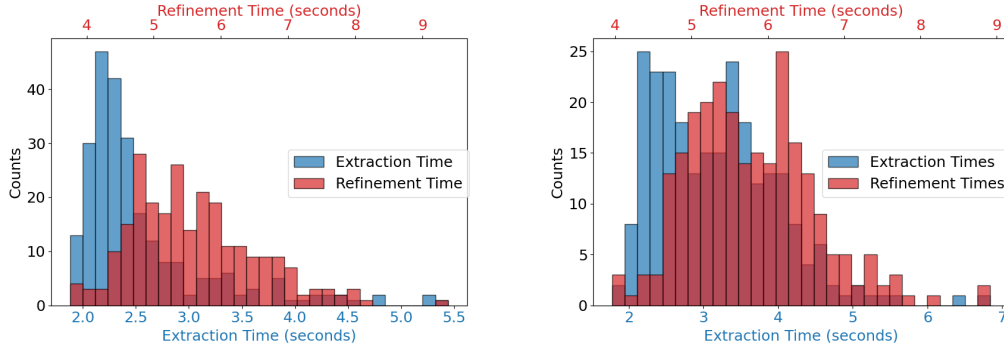 Refinement Time (seconds)
4 5 6 7 8 9
Counts
40
30
20
10
0
Extraction Time
Refinement Time
2.0 2.5 3.0 3.5 4.0 4.5 5.0 5.5
Extraction Time (seconds)
Refinement Time (seconds)
4 5 6 7 8 9
Counts
25
20
15
10
5
0
Extraction Times
Refinement Times
2 3 4 5 6 7
Extraction Time (seconds)